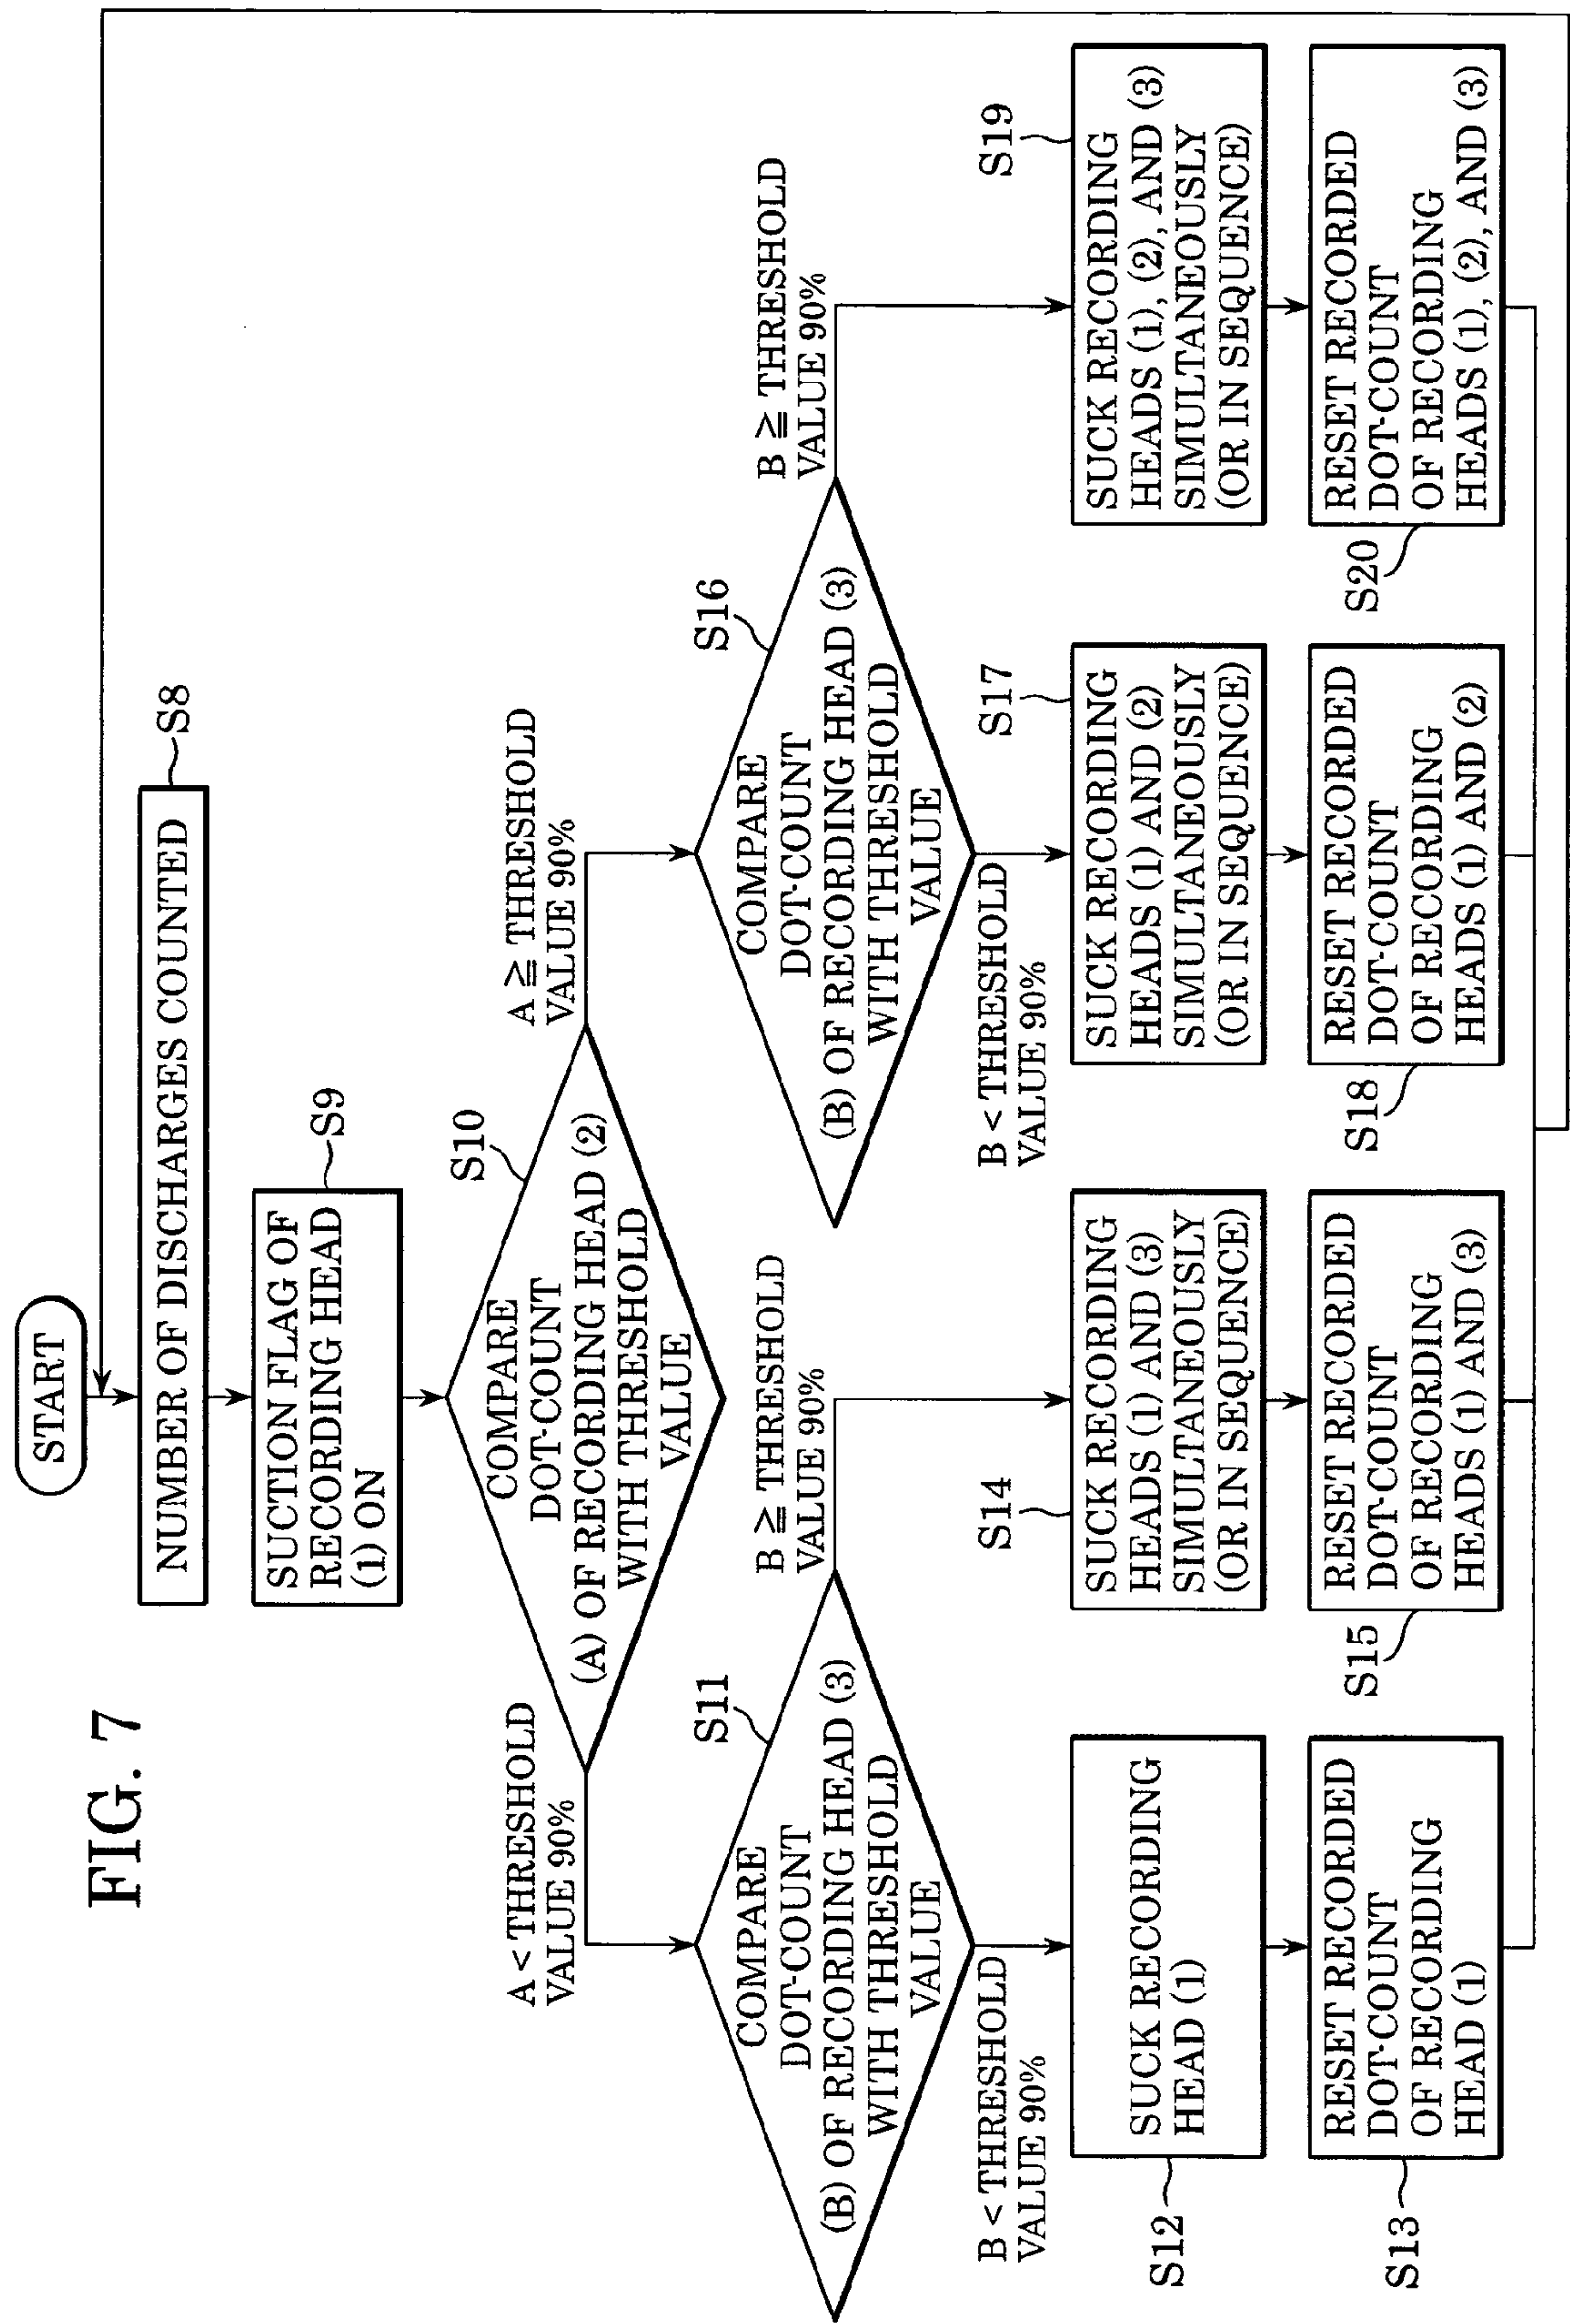 FIG. 7
START
NUMBER OF DISCHARGES COUNTED
S8
SUCTION FLAG OF
RECORDING HEAD
(1) ON
S9
COMPARE
DOT-COUNT
(A) OF RECORDING HEAD (2)
WITH THRESHOLD
VALUE
S10
A < THRESHOLD
VALUE 90%
A ≧ THRESHOLD
VALUE 90%
COMPARE
DOT-COUNT
(B) OF RECORDING HEAD (3)
WITH THRESHOLD
VALUE
S11
B ≧ THRESHOLD
VALUE 90%
COMPARE
DOT-COUNT
(B) OF RECORDING HEAD (3)
WITH THRESHOLD
VALUE
S16
B ≧ THRESHOLD
VALUE 90%
B < THRESHOLD
VALUE 90%
B < THRESHOLD
VALUE 90%
S12
SUCK RECORDING
HEAD (1)
S14
SUCK RECORDING
HEADS (1) AND (3)
SIMULTANEOUSLY
(OR IN SEQUENCE)
S17
SUCK RECORDING
HEADS (1) AND (2)
SIMULTANEOUSLY
(OR IN SEQUENCE)
S19
SUCK RECORDING
HEADS (1), (2), AND (3)
SIMULTANEOUSLY
(OR IN SEQUENCE)
S13
RESET RECORDED
DOT-COUNT
OF RECORDING
HEAD (1)
S15
RESET RECORDED
DOT-COUNT
OF RECORDING
HEADS (1) AND (3)
S18
RESET RECORDED
DOT-COUNT
OF RECORDING
HEADS (1) AND (2)
S20
RESET RECORDED
DOT-COUNT
OF RECORDING
HEADS (1), (2), AND (3)